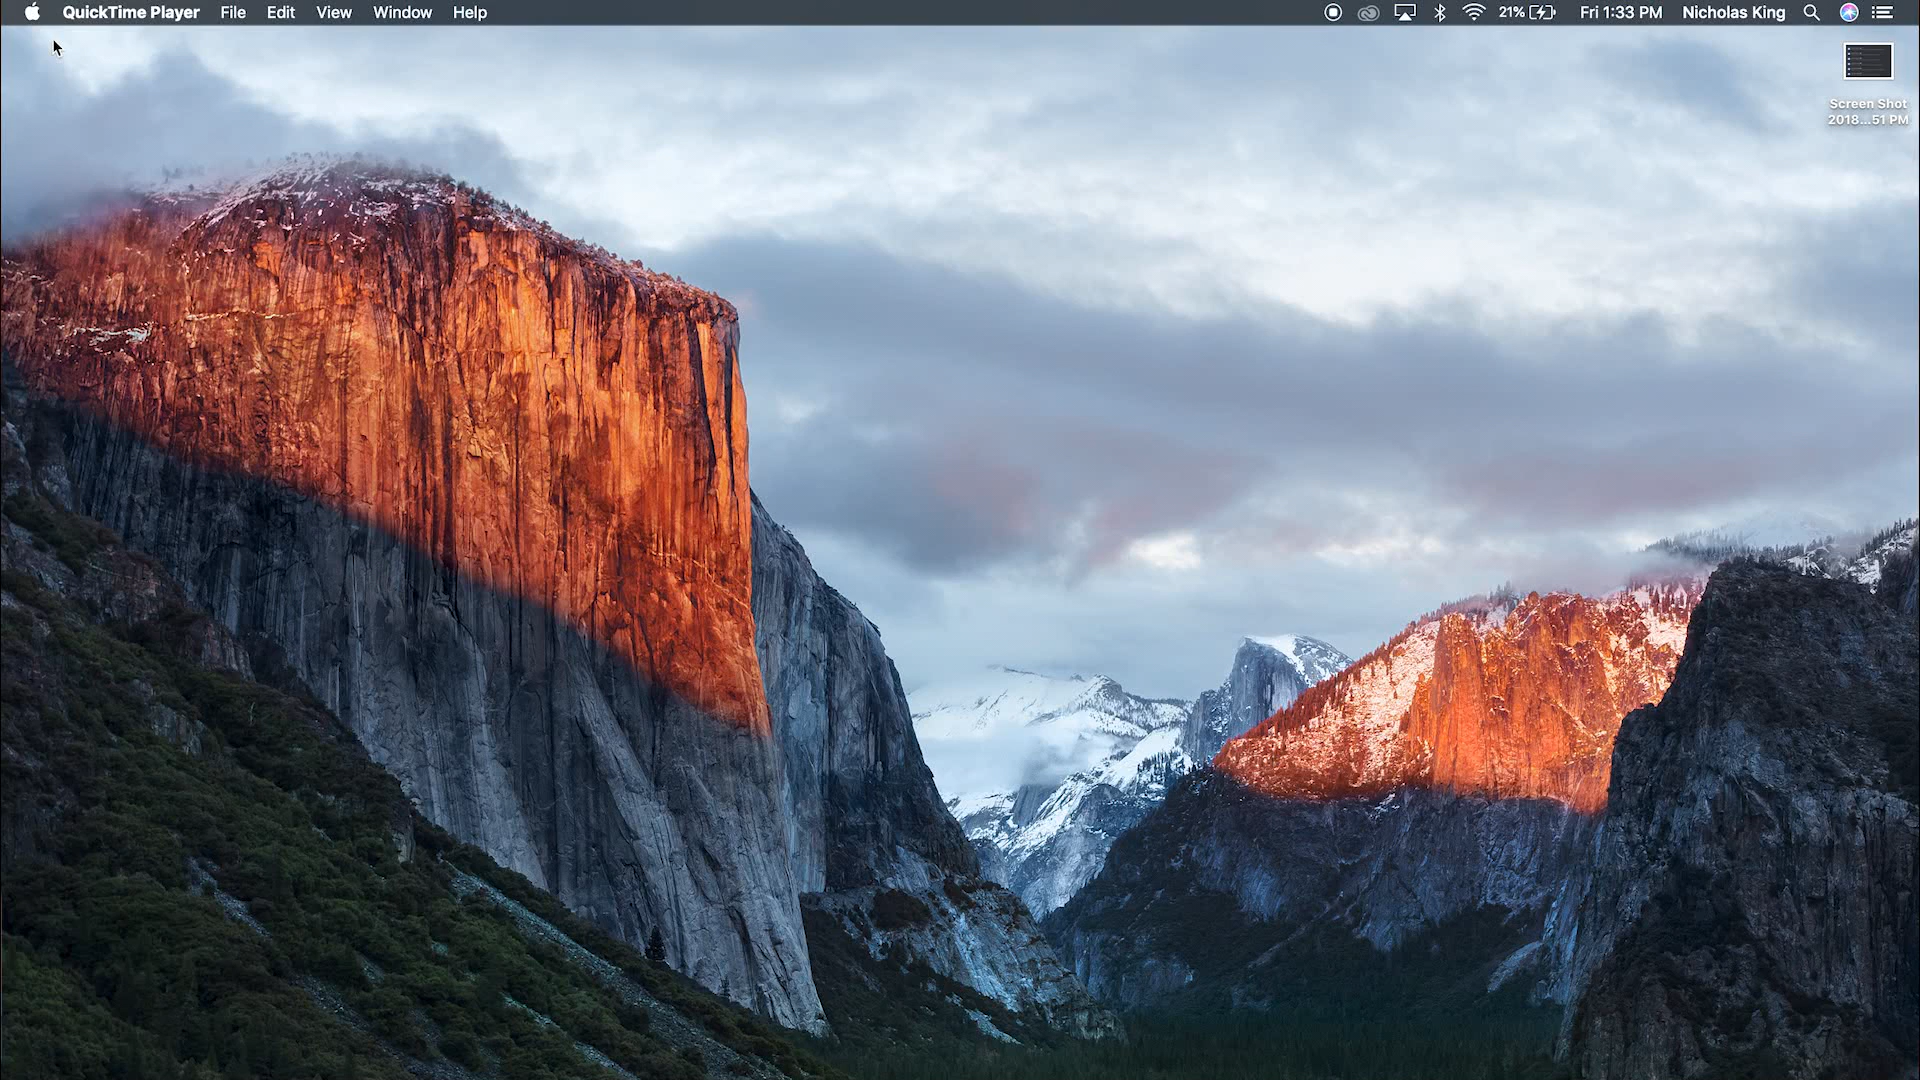 QuickTime Player File Edit View Window Help 21% Fri 1:33 PM Nicholas King
Screen Shot
2018...51 PM